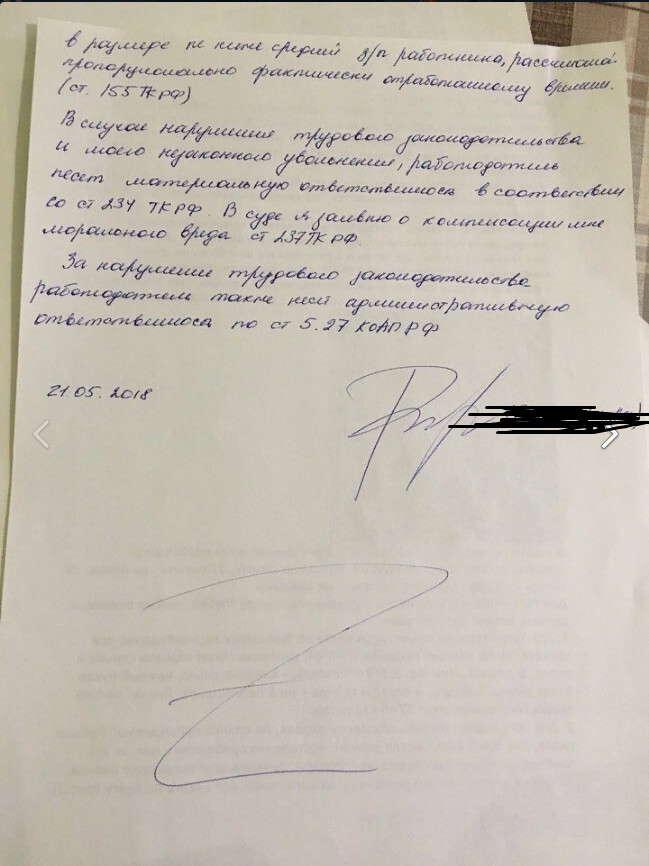 в размере не ниже средней з/п работника, рассчитана-
пропорционально фактически отработанному времени.
(ст. 155 ТК РФ)
В случае нарушения трудового законодательства
и моего незаконного увольнения, работодатель
несет материальную ответственность в соответствии
со ст 234 ТК РФ. В суде я заявлю о компенсации мне
морального вреда ст 237 ТК РФ.
За нарушение трудового законодательства
работодатель также несет административную
ответственность по ст 5.27 КоАП РФ
21.05.2018